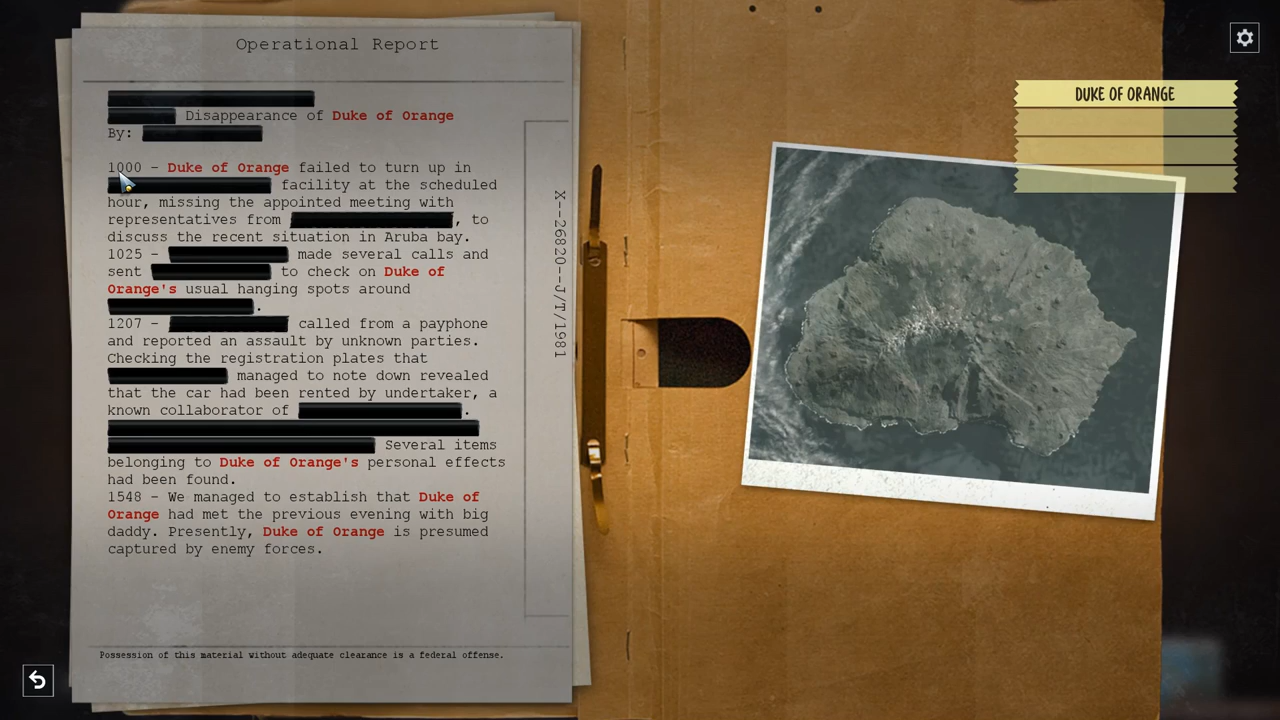 Operational Report
Disappearance of Duke of Orange
By:
1000 - Duke of Orange failed to turn up in
facility at the scheduled
hour, missing the appointed meeting with
representatives from , to
discuss the recent situation in Aruba bay.
1025 - made several calls and
sent to check on Duke of
Orange's usual hanging spots around
.
1207 - called from a payphone
and reported an assault by unknown parties.
Checking the registration plates that
managed to note down revealed
that the car had been rented by undertaker, a
known collaborator of .
Several items
belonging to Duke of Orange's personal effects
had been found.
1548 - We managed to establish that Duke of
Orange had met the previous evening with big
daddy. Presently, Duke of Orange is presumed
captured by enemy forces.
Possession of this material without adequate clearance is a federal offense.
X--26820--J/T/1981
DUKE OF ORANGE